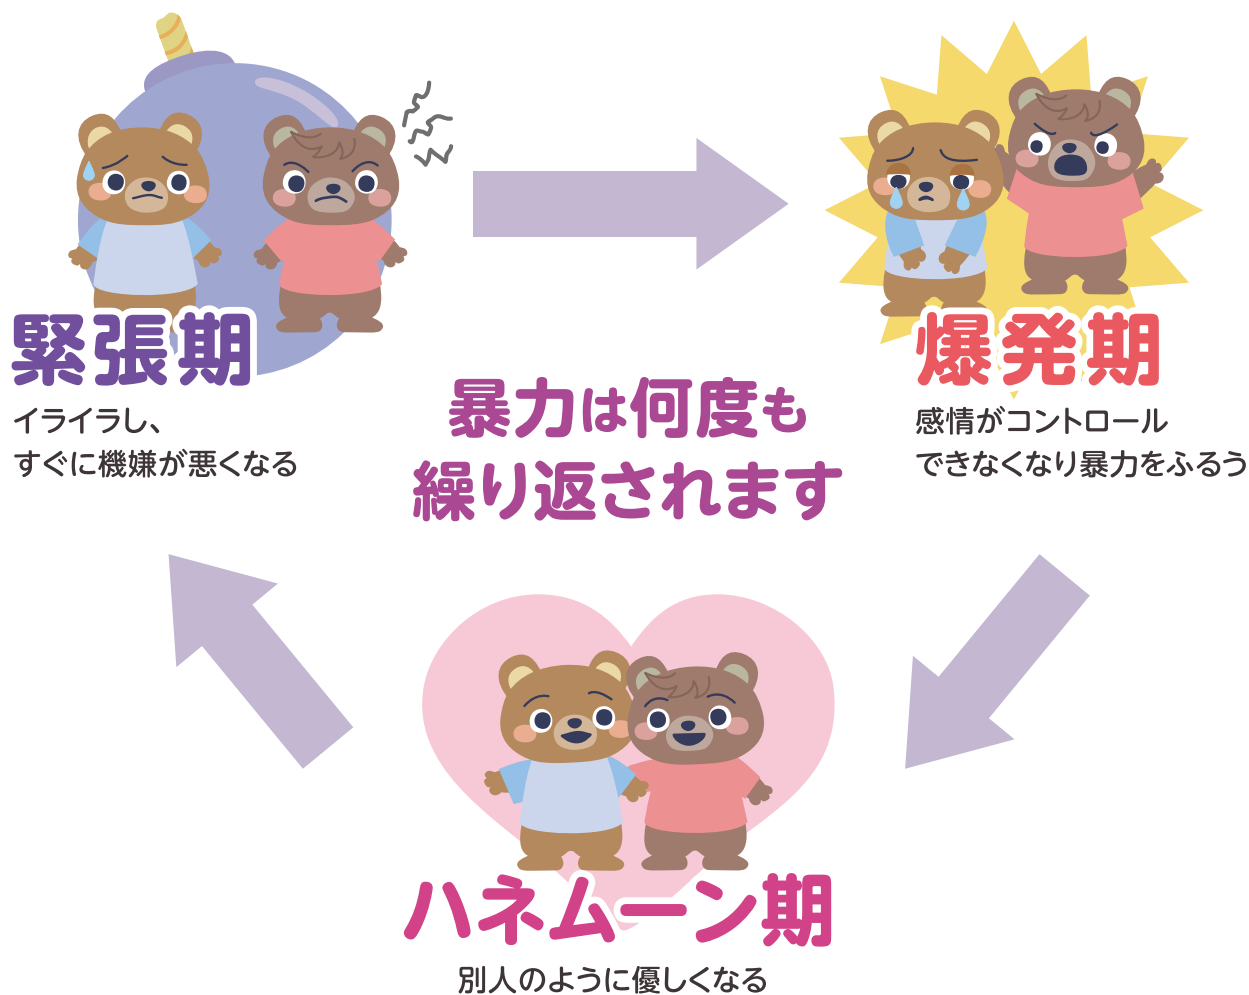 緊張期
イライラし、
すぐに機嫌が悪くなる
爆発期
感情がコントロール
できなくなり暴力をふるう
暴力は何度も
繰り返されます
ハネムーン期
別人のように優しくなる